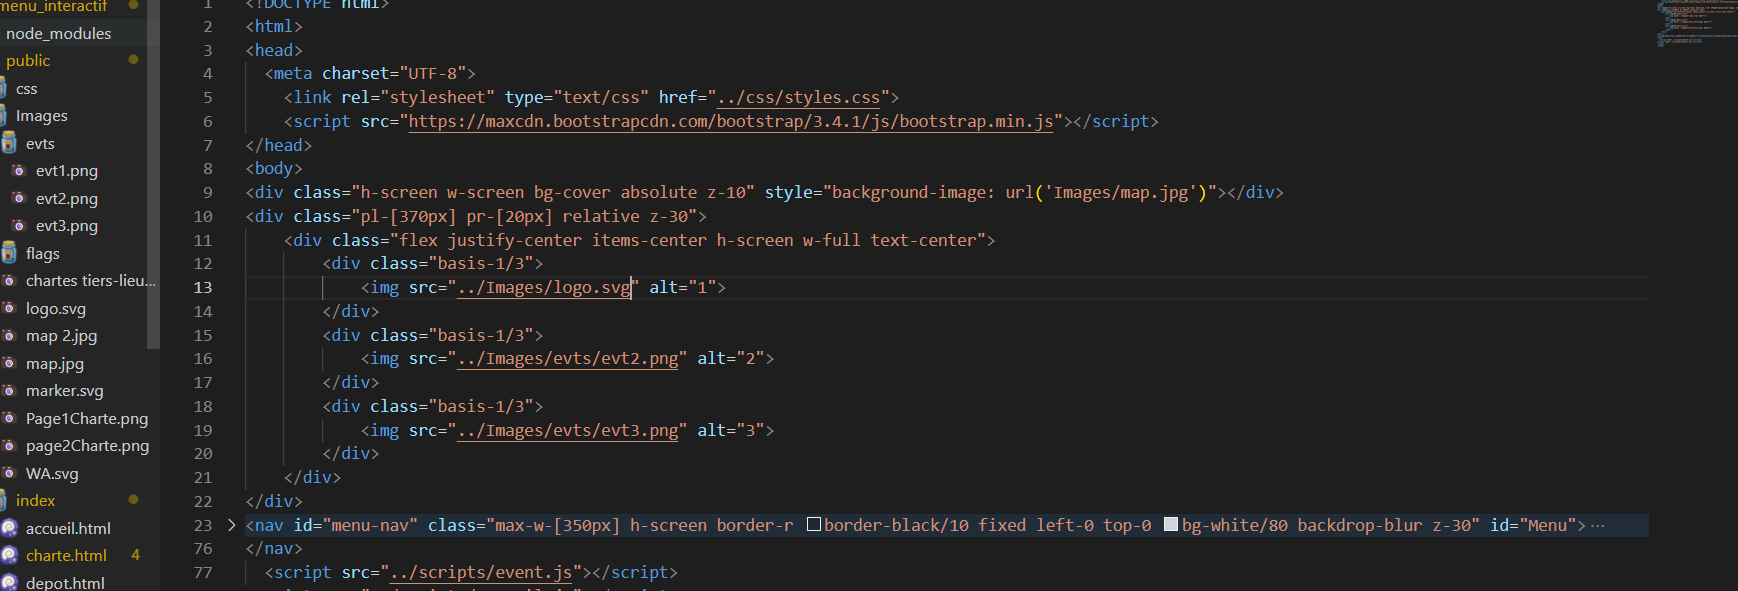 menu_interactif
node_modules
public
css
Images
evts
evt1.png
evt2.png
evt3.png
flags
chartes tiers-lieu...
logo.svg
map 2.jpg
map.jpg
marker.svg
Page1Charte.png
page2Charte.png
WA.svg
index
accueil.html
charte.html 4
depot.html
1 <!DOCTYPE html>
2 <html>
3 <head>
4 <meta charset="UTF-8">
5 <link rel="stylesheet" type="text/css" href="../css/styles.css">
6 <script src="https://maxcdn.bootstrapcdn.com/bootstrap/3.4.1/js/bootstrap.min.js"></script>
7 </head>
8 <body>
9 <div class="h-screen w-screen bg-cover absolute z-10" style="background-image: url('Images/map.jpg')"></div>
10 <div class="pl-[370px] pr-[20px] relative z-30">
11 <div class="flex justify-center items-center h-screen w-full text-center">
12 <div class="basis-1/3">
13 <img src="../Images/logo.svg" alt="1">
14 </div>
15 <div class="basis-1/3">
16 <img src="../Images/evts/evt2.png" alt="2">
17 </div>
18 <div class="basis-1/3">
19 <img src="../Images/evts/evt3.png" alt="3">
20 </div>
21 </div>
22 </div>
23 <nav id="menu-nav" class="max-w-[350px] h-screen border-r border-black/10 fixed left-0 top-0 bg-white/80 backdrop-blur z-30" id="Menu">···
76 </nav>
77 <script src="../scripts/event.js"></script>